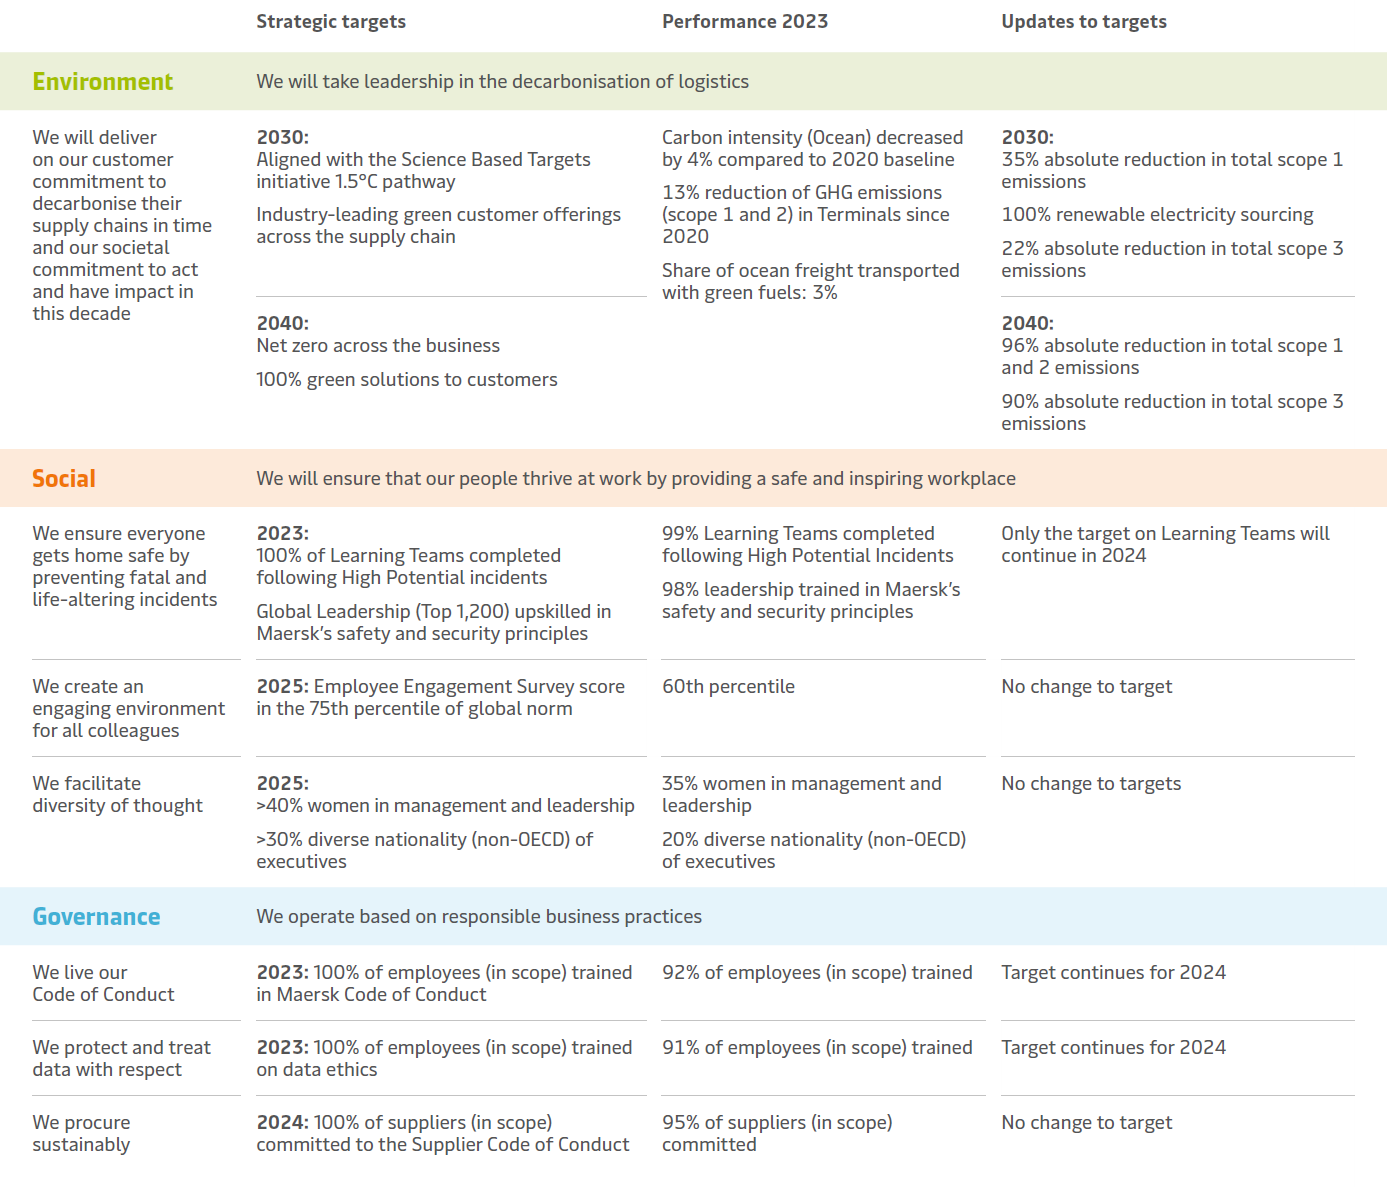 Strategic targets
Performance 2023
Updates to targets
Environment
We will take leadership in the decarbonisation of logistics
We will deliver
on our customer
commitment to
decarbonise their
supply chains in time
and our societal
commitment to act
and have impact in
this decade
2030:
Aligned with the Science Based Targets
initiative 1.5°C pathway
Industry-leading green customer offerings
across the supply chain
2040:
Net zero across the business
100% green solutions to customers
Carbon intensity (Ocean) decreased
by 4% compared to 2020 baseline
13% reduction of GHG emissions
(scope 1 and 2) in Terminals since
2020
Share of ocean freight transported
with green fuels: 3%
2030:
35% absolute reduction in total scope 1
emissions
100% renewable electricity sourcing
22% absolute reduction in total scope 3
emissions
2040:
96% absolute reduction in total scope 1
and 2 emissions
90% absolute reduction in total scope 3
emissions
Social
We will ensure that our people thrive at work by providing a safe and inspiring workplace
We ensure everyone
gets home safe by
preventing fatal and
life-altering incidents
2023:
100% of Learning Teams completed
following High Potential incidents
Global Leadership (Top 1,200) upskilled in
Maersk’s safety and security principles
99% Learning Teams completed
following High Potential Incidents
98% leadership trained in Maersk’s
safety and security principles
Only the target on Learning Teams will
continue in 2024
We create an
engaging environment
for all colleagues
2025: Employee Engagement Survey score
in the 75th percentile of global norm
60th percentile
No change to target
We facilitate
diversity of thought
2025:
>40% women in management and leadership
>30% diverse nationality (non-OECD) of
executives
35% women in management and
leadership
20% diverse nationality (non-OECD)
of executives
No change to targets
Governance
We operate based on responsible business practices
We live our
Code of Conduct
2023: 100% of employees (in scope) trained
in Maersk Code of Conduct
92% of employees (in scope) trained
Target continues for 2024
We protect and treat
data with respect
2023: 100% of employees (in scope) trained
on data ethics
91% of employees (in scope) trained
Target continues for 2024
We procure
sustainably
2024: 100% of suppliers (in scope)
committed to the Supplier Code of Conduct
95% of suppliers (in scope)
committed
No change to target